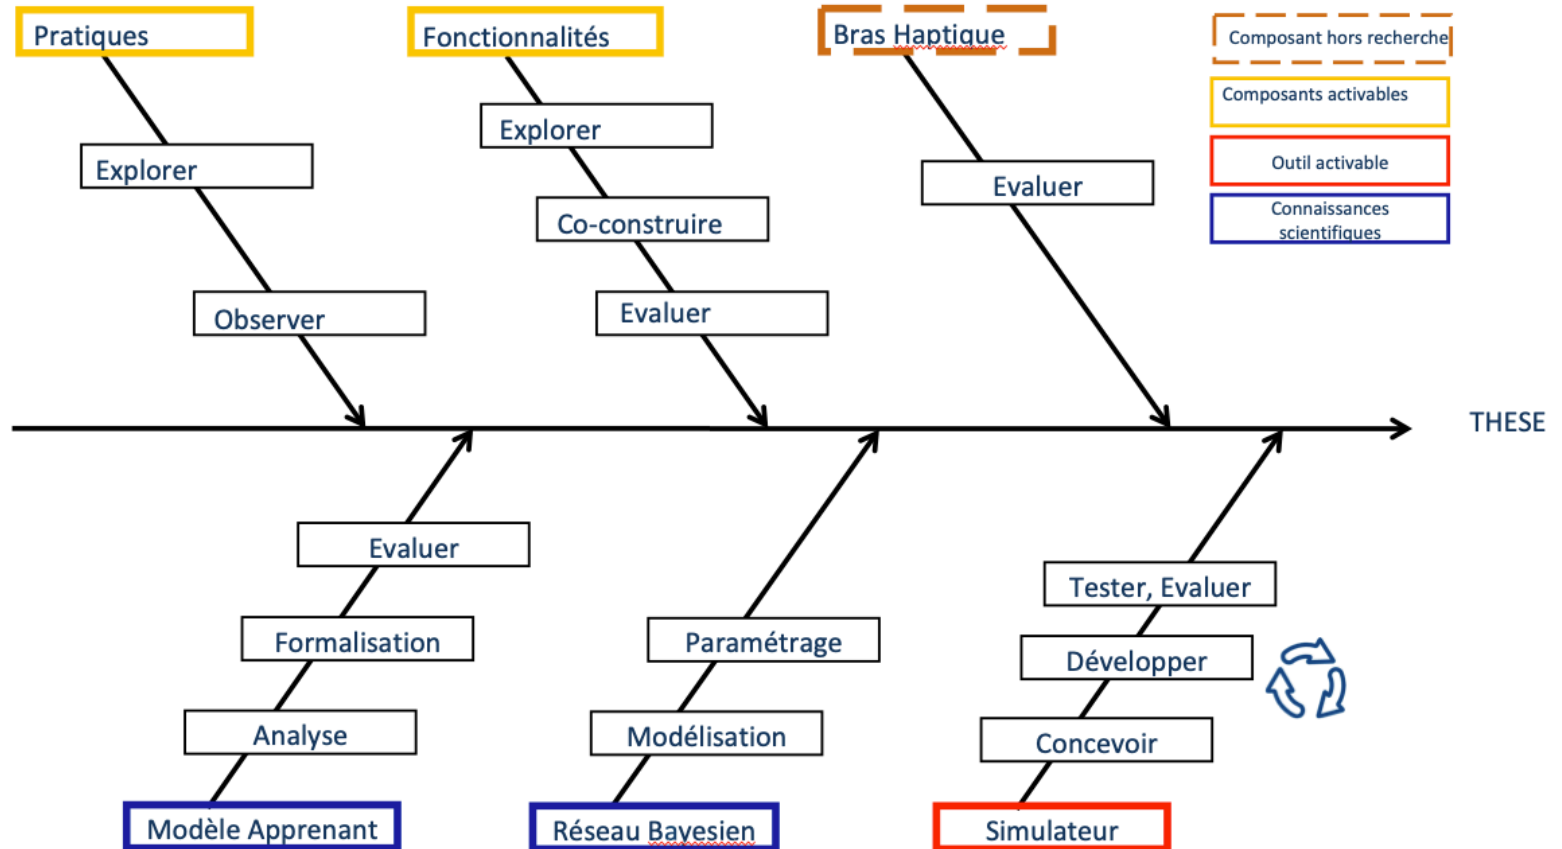 Pratiques
Fonctionnalités
Bras Haptique
Composant hors recherche
Composants activables
Outil activable
Connaissances
scientifiques
Explorer
Observer
Explorer
Co-construire
Evaluer
Evaluer
THESE
Evaluer
Formalisation
Analyse
Modèle Apprenant
Paramétrage
Modélisation
Réseau Bayesien
Tester, Evaluer
Développer
Concevoir
Simulateur